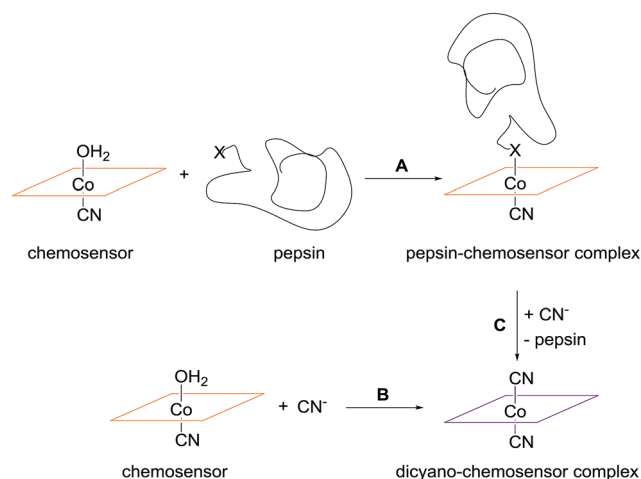 OH2
Co
CN
chemosensor
+
X
pepsin
A
X
Co
CN
pepsin-chemosensor complex
C
+ CN-
- pepsin
OH2
Co
CN
chemosensor
+ CN-
B
CN
Co
CN
dicyano-chemosensor complex